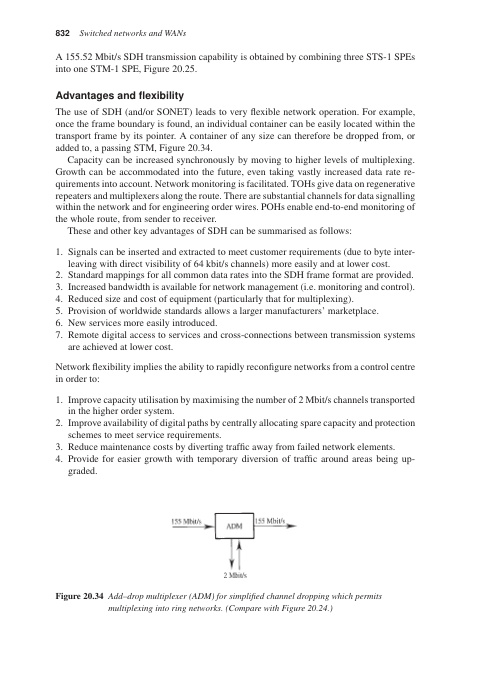 832 Switched networks and WANs
A 155.52 Mbit/s SDH transmission capability is obtained by combining three STS-1 SPEs
into one STM-1 SPE, Figure 20.25.
Advantages and flexibility
The use of SDH (and/or SONET) leads to very flexible network operation. For example,
once the frame boundary is found, an individual container can be easily located within the
transport frame by its pointer. A container of any size can therefore be dropped from, or
added to, a passing STM, Figure 20.34.
Capacity can be increased synchronously by moving to higher levels of multiplexing.
Growth can be accommodated into the future, even taking vastly increased data rate re-
quirements into account. Network monitoring is facilitated. TOHs give data on regenerative
repeaters and multiplexers along the route. There are substantial channels for data signalling
within the network and for engineering order wires. POHs enable end-to-end monitoring of
the whole route, from sender to receiver.
These and other key advantages of SDH can be summarised as follows:
1. Signals can be inserted and extracted to meet customer requirements (due to byte inter-
leaving with direct visibility of 64 kbit/s channels) more easily and at lower cost.
2. Standard mappings for all common data rates into the SDH frame format are provided.
3. Increased bandwidth is available for network management (i.e. monitoring and control).
4. Reduced size and cost of equipment (particularly that for multiplexing).
5. Provision of worldwide standards allows a larger manufacturers' marketplace.
6. New services more easily introduced.
7. Remote digital access to services and cross-connections between transmission systems
are achieved at lower cost.
Network flexibility implies the ability to rapidly reconfigure networks from a control centre
in order to:
1. Improve capacity utilisation by maximising the number of 2 Mbit/s channels transported
in the higher order system.
2. Improve availability of digital paths by centrally allocating spare capacity and protection
schemes to meet service requirements.
3. Reduce maintenance costs by diverting traffic away from failed network elements.
4. Provide for easier growth with temporary diversion of traffic around areas being up-
graded.
155 Mbit/s ADM 155 Mbit/s
2 Mbit/s
Figure 20.34 Add–drop multiplexer (ADM) for simplified channel dropping which permits
multiplexing into ring networks. (Compare with Figure 20.24.)